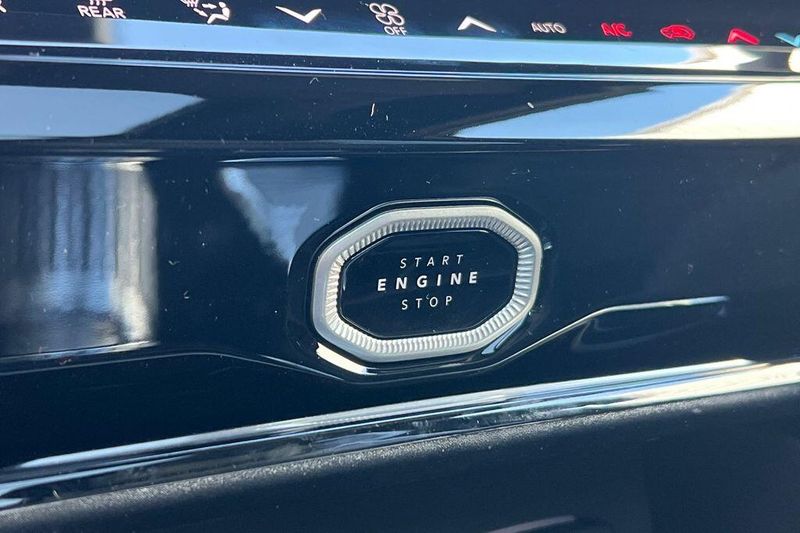 REAR
OFF
AUTO
A/C
START
ENGINE
STOP